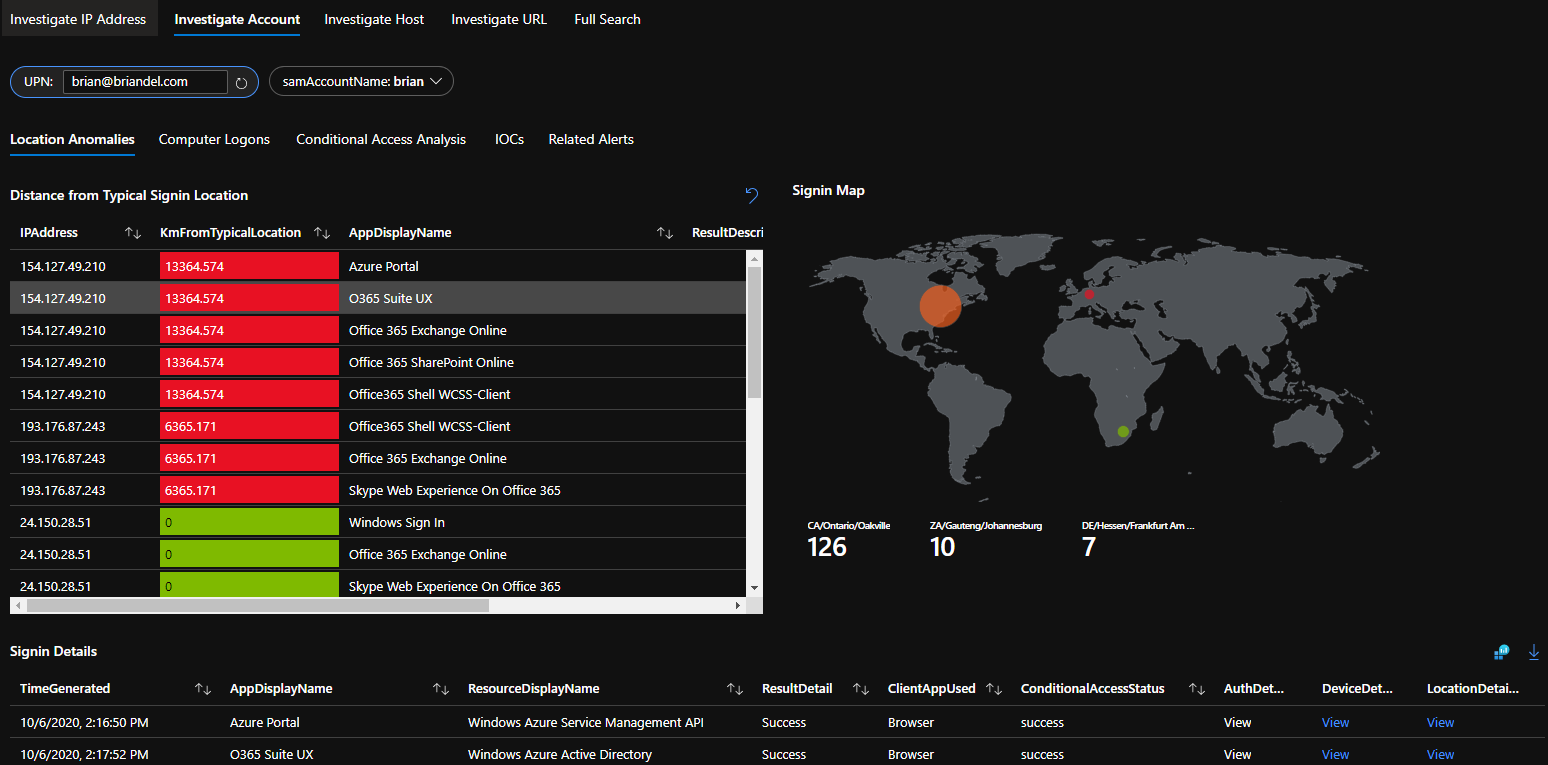 Investigate IP Address Investigate Account Investigate Host Investigate URL Full Search
UPN: brian@briandel.com samAccountName: brian
Location Anomalies Computer Logons Conditional Access Analysis IOCs Related Alerts
Distance from Typical Signin Location
IPAddress KmFromTypicalLocation AppDisplayName ResultDescri
154.127.49.210 13364.574 Azure Portal
154.127.49.210 13364.574 O365 Suite UX
154.127.49.210 13364.574 Office 365 Exchange Online
154.127.49.210 13364.574 Office 365 SharePoint Online
154.127.49.210 13364.574 Office365 Shell WCSS-Client
193.176.87.243 6365.171 Office365 Shell WCSS-Client
193.176.87.243 6365.171 Office 365 Exchange Online
193.176.87.243 6365.171 Skype Web Experience On Office 365
24.150.28.51 0 Windows Sign In
24.150.28.51 0 Office 365 Exchange Online
24.150.28.51 0 Skype Web Experience On Office 365
Signin Map
CA/Ontario/Oakville ZA/Gauteng/Johannesburg DE/Hessen/Frankfurt Am ...
126 10 7
Signin Details
TimeGenerated AppDisplayName ResourceDisplayName ResultDetail ClientAppUsed ConditionalAccessStatus AuthDet... DeviceDet... LocationDetai...
10/6/2020, 2:16:50 PM Azure Portal Windows Azure Service Management API Success Browser success View View View
10/6/2020, 2:17:52 PM O365 Suite UX Windows Azure Active Directory Success Browser success View View View